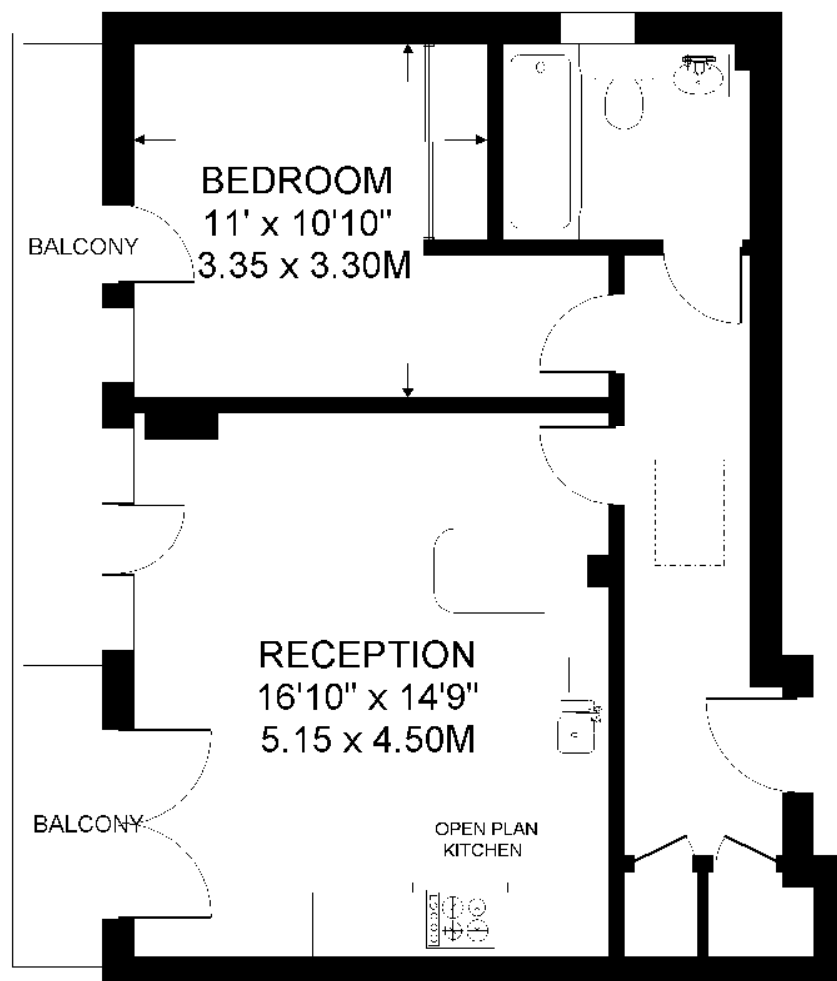 BEDROOM
11' x 10'10"
3.35 x 3.30M
BALCONY
RECEPTION
16'10" x 14'9"
5.15 x 4.50M
BALCONY
OPEN PLAN
KITCHEN